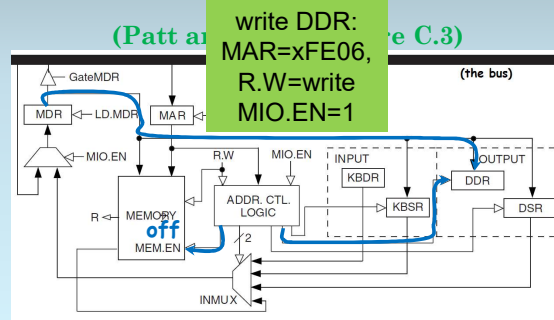 write DDR:
MAR=xFE06,
R.W=write
MIO.EN=1
(Patt a
e C.3)
GateMDR
(the bus)
MDR
LD.MDR
MAR
MIO.EN
R.W
MIO.EN
INPUT
OUTPUT
KBDR
DDR
ADDR. CTL.
LOGIC
R
MEMORY
off
KBSR
DSR
MEM.EN
2
INMUX